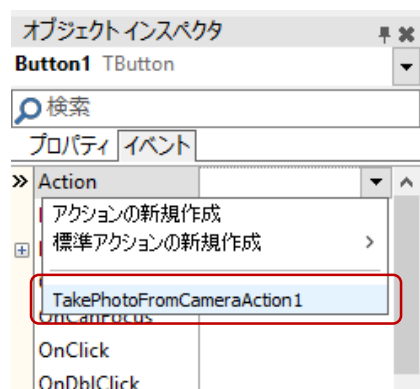 オブジェクト インスペクタ
Button1 TButton
検索
プロパティ イベント
Action
アクションの新規作成
標準アクションの新規作成
TakePhotoFromCameraAction1
OnCanFocus
OnClick
OnDblClick